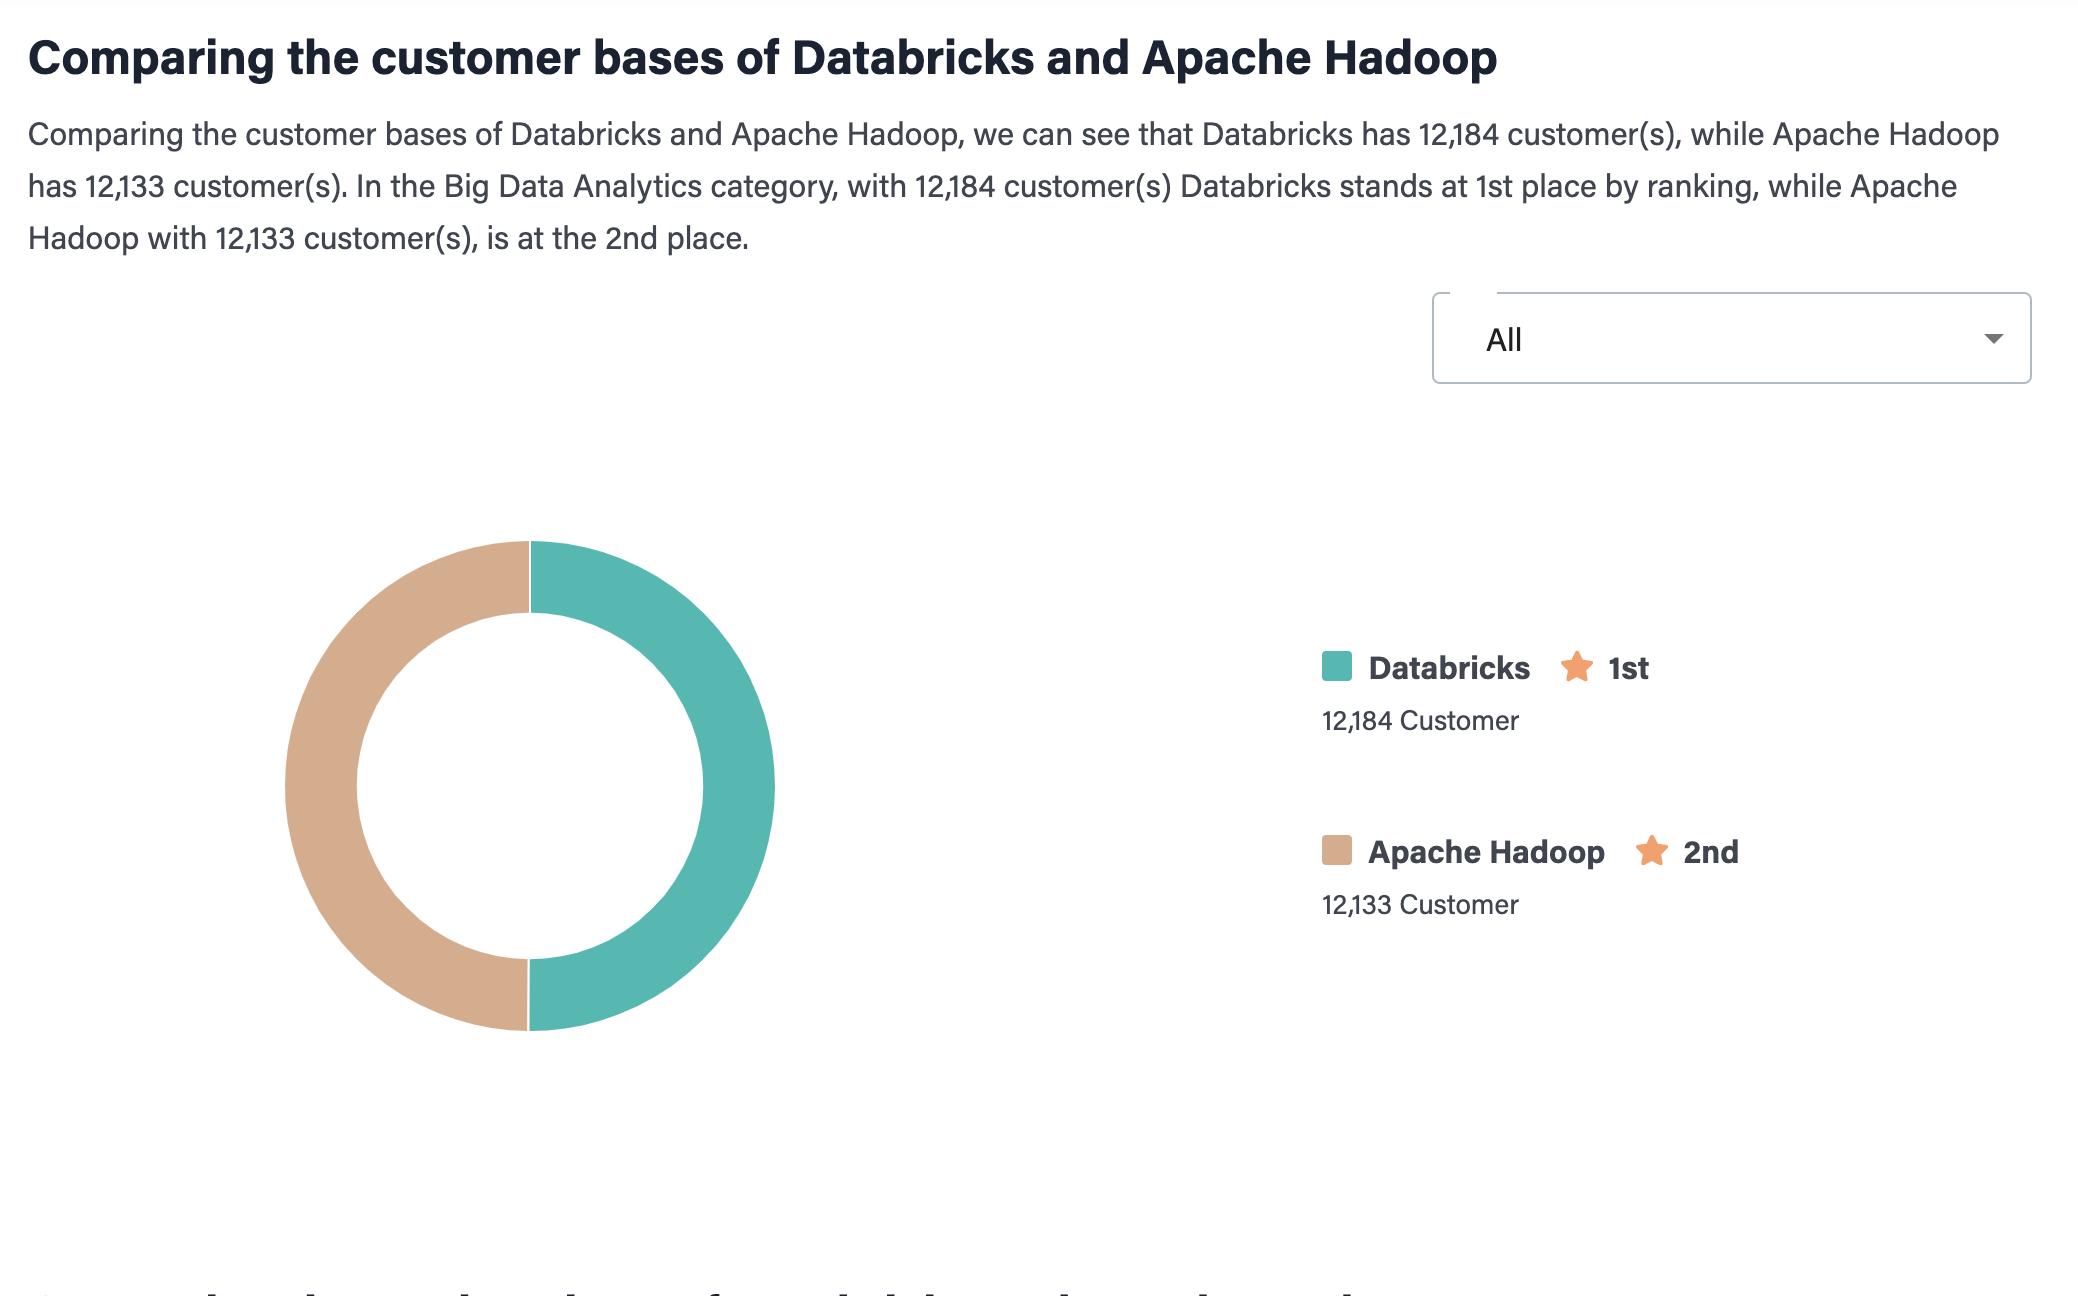 Comparing the customer bases of Databricks and Apache Hadoop
Comparing the customer bases of Databricks and Apache Hadoop, we can see that Databricks has 12,184 customer(s), while Apache Hadoop
has 12,133 customer(s). In the Big Data Analytics category, with 12,184 customer(s) Databricks stands at 1st place by ranking, while Apache
Hadoop with 12,133 customer(s), is at the 2nd place.
All
Databricks 1st
12,184 Customer
Apache Hadoop 2nd
12,133 Customer